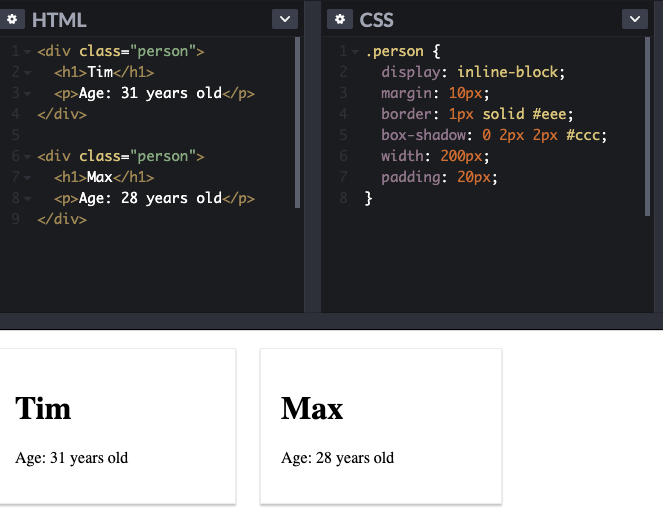 HTML
1 <div class="person">
2 <h1>Tim</h1>
3 <p>Age: 31 years old</p>
4 </div>
5
6 <div class="person">
7 <h1>Max</h1>
8 <p>Age: 28 years old</p>
9 </div>
CSS
1 .person {
2 display: inline-block;
3 margin: 10px;
4 border: 1px solid #eee;
5 box-shadow: 0 2px 2px #ccc;
6 width: 200px;
7 padding: 20px;
8 }
Tim
Age: 31 years old
Max
Age: 28 years old